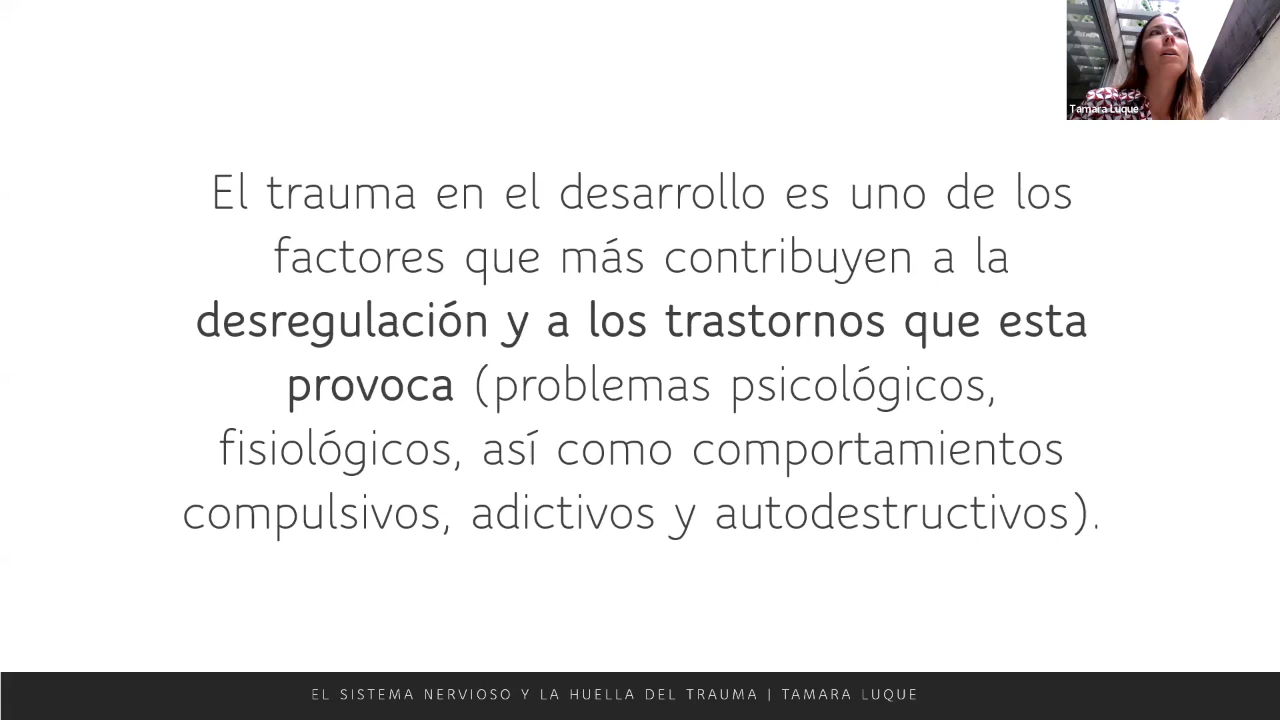 Tamara Luque
El trauma en el desarrollo es uno de los
factores que más contribuyen a la
desregulación y a los trastornos que esta
provoca (problemas psicológicos,
fisiológicos, así como comportamientos
compulsivos, adictivos y autodestructivos).
EL SISTEMA NERVIOSO Y LA HUELLA DEL TRAUMA | TAMARA LUQUE